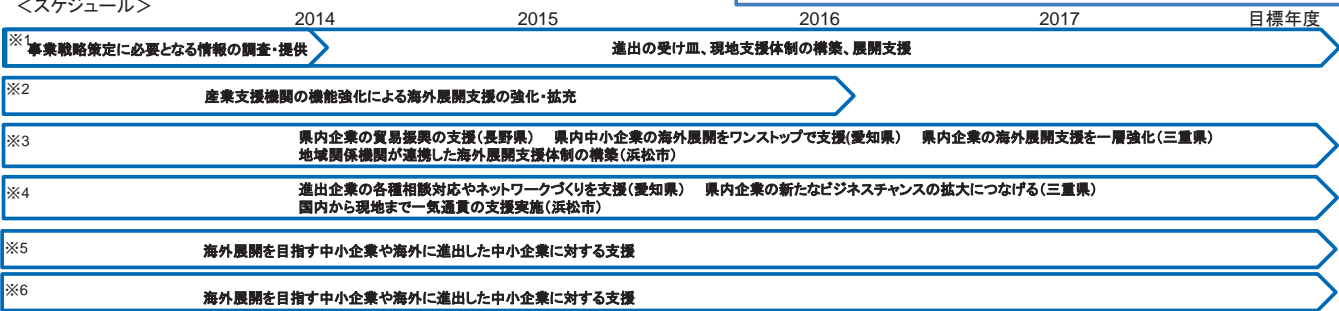 <スケジュール>
2014 2015 2016 2017 目標年度
※1 事業戦略策定に必要となる情報の調査・提供 進出の受け皿、現地支援体制の構築、展開支援
※2 産業支援機関の機能強化による海外展開支援の強化・拡充
※3 県内企業の貿易振興の支援(長野県) 県内中小企業の海外展開をワンストップで支援(愛知県) 県内企業の海外展開支援を一層強化(三重県)
地域関係機関が連携した海外展開支援体制の構築(浜松市)
※4 進出企業の各種相談対応やネットワークづくりを支援(愛知県) 県内企業の新たなビジネスチャンスの拡大につなげる(三重県)
国内から現地まで一気通貫の支援実施(浜松市)
※5 海外展開を目指す中小企業や海外に進出した中小企業に対する支援
※6 海外展開を目指す中小企業や海外に進出した中小企業に対する支援